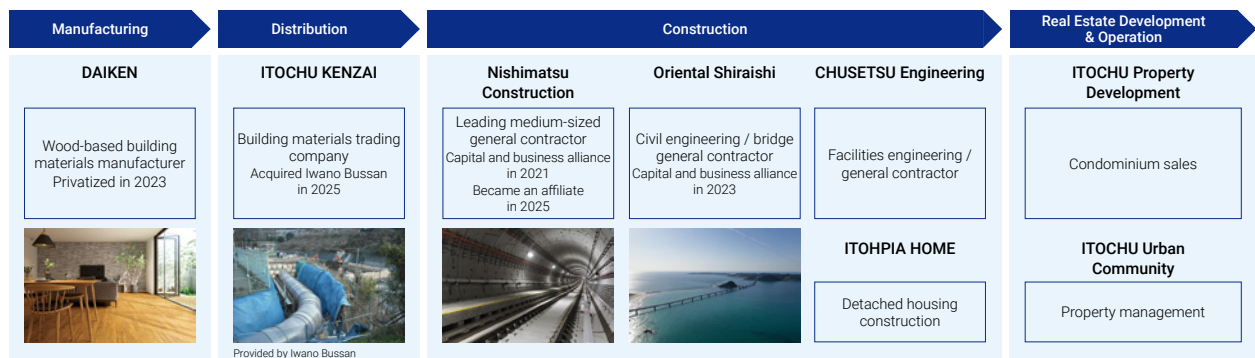 Manufacturing
DAIKEN
Wood-based building
materials manufacturer
Privatized in 2023
Distribution
ITOCHU KENZAI
Building materials trading
company
Acquired Iwano Bussan
in 2025
Provided by Iwano Bussan
Construction
Nishimatsu
Construction
Leading medium-sized
general contractor
Capital and business alliance
in 2021
Became an affiliate
in 2025
Oriental Shiraishi
Civil engineering / bridge
general contractor
Capital and business alliance
in 2023
CHUSETSU Engineering
Facilities engineering /
general contractor
ITOHPIA HOME
Detached housing
construction
Real Estate Development
& Operation
ITOCHU Property
Development
Condominium sales
ITOCHU Urban
Community
Property management